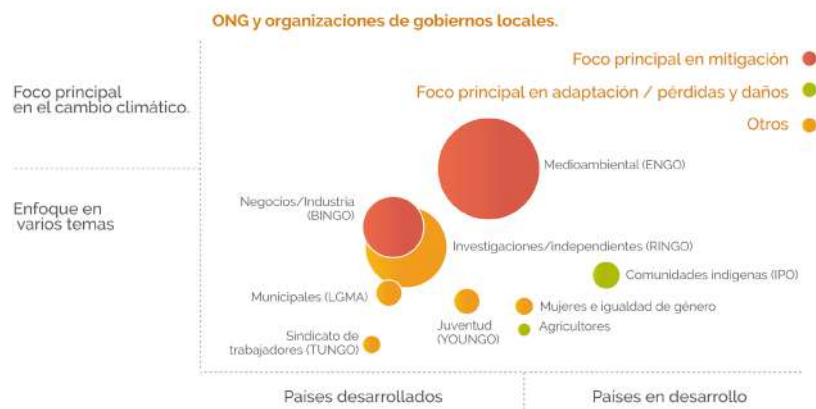 ONG y organizaciones de gobiernos locales.
Foco principal en mitigación
Foco principal en adaptación / pérdidas y daños
Otros
Foco principal
en el cambio climático.
Enfoque en
varios temas
Medioambiental (ENGO)
Negocios/Industria
(BINGO)
Investigaciones/independientes (RINGO)
Comunidades indígenas (IPO)
Municipales (LGMA)
Mujeres e igualdad de género
Juventud
(YOUNGO)
Agricultores
Sindicato de
trabajadores (TUNGO)
Países desarrollados
Países en desarrollo